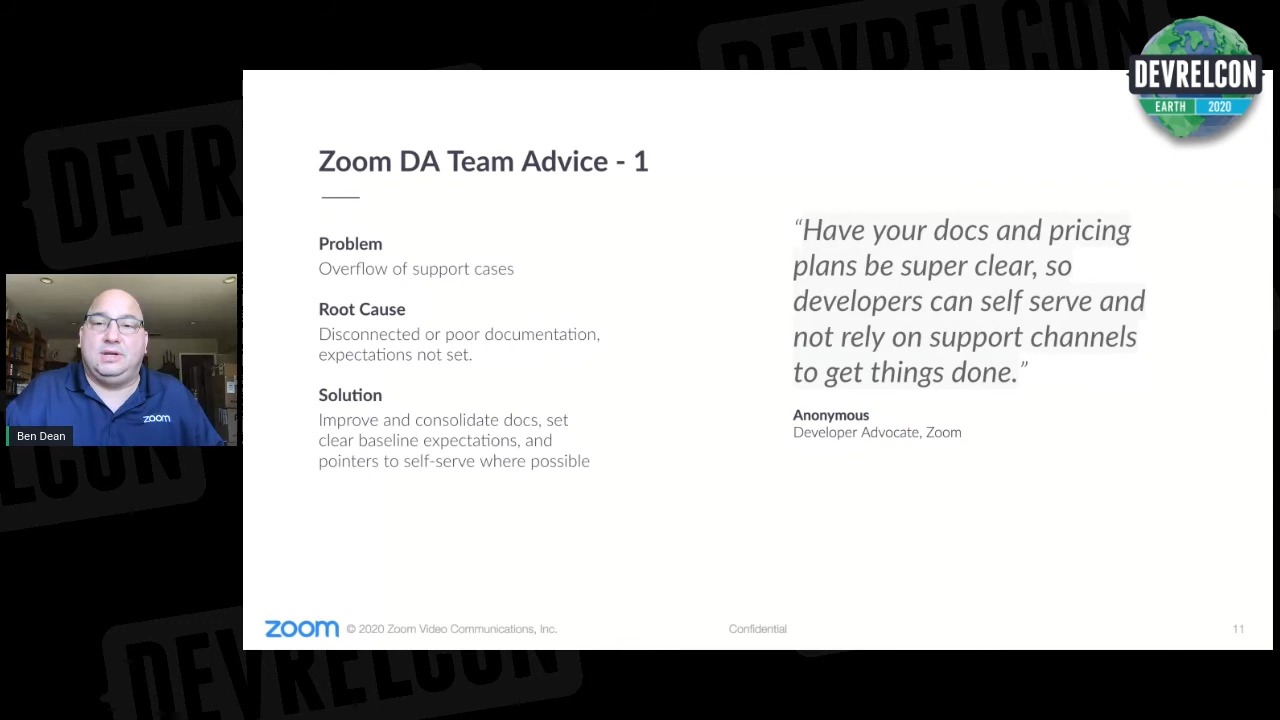 DEVRELCON
EARTH 2020
Zoom DA Team Advice - 1
Problem
Overflow of support cases
Root Cause
Disconnected or poor documentation,
expectations not set.
Solution
Improve and consolidate docs, set
clear baseline expectations, and
pointers to self-serve where possible
“Have your docs and pricing
plans be super clear, so
developers can self serve and
not rely on support channels
to get things done.”
Anonymous
Developer Advocate, Zoom
zoom
Ben Dean
zoom © 2020 Zoom Video Communications, Inc.
Confidential
11
DEVRELCON
DEVR
LCON
DEVRELCON